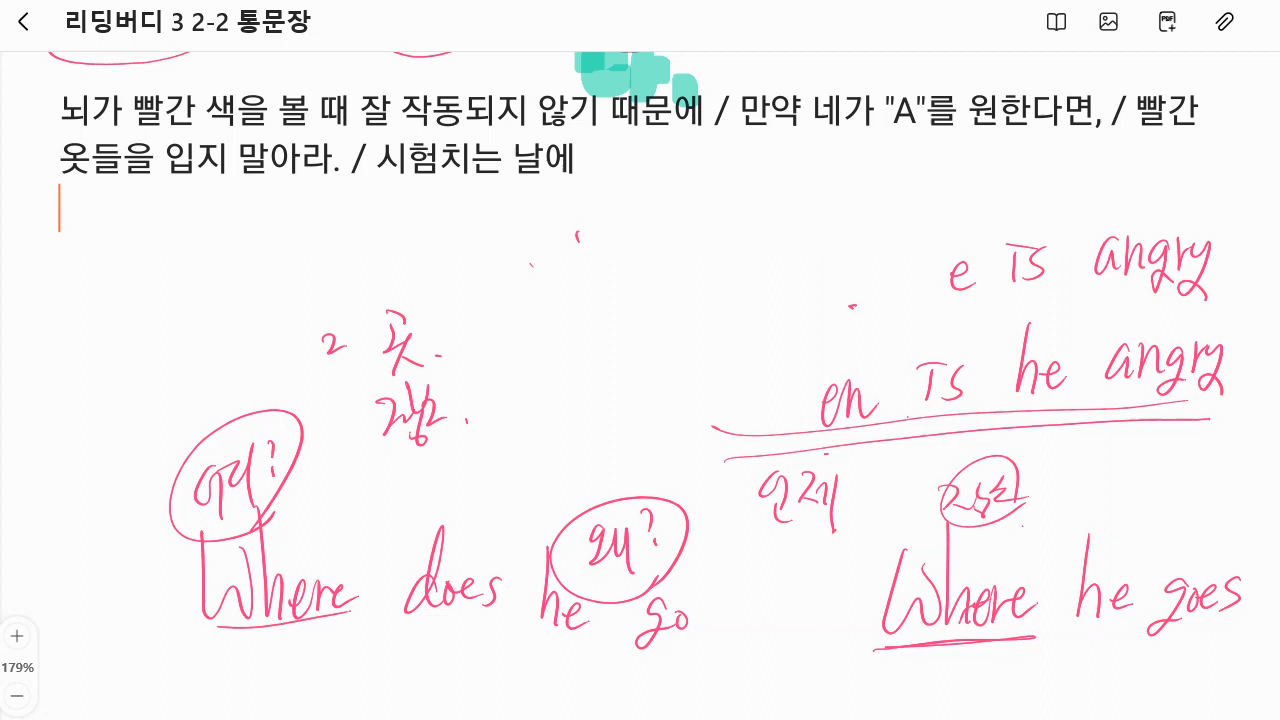 리딩버디 3 2-2 통문장
뇌가 빨간 색을 볼 때 잘 작동되지 않기 때문에 / 만약 네가 "A"를 원한다면, / 빨간
옷들을 입지 말아라. / 시험치는 날에
e is angry
en is he angry
곳.
어디?
왜?
언제
Where does he go
Where he goes
179%